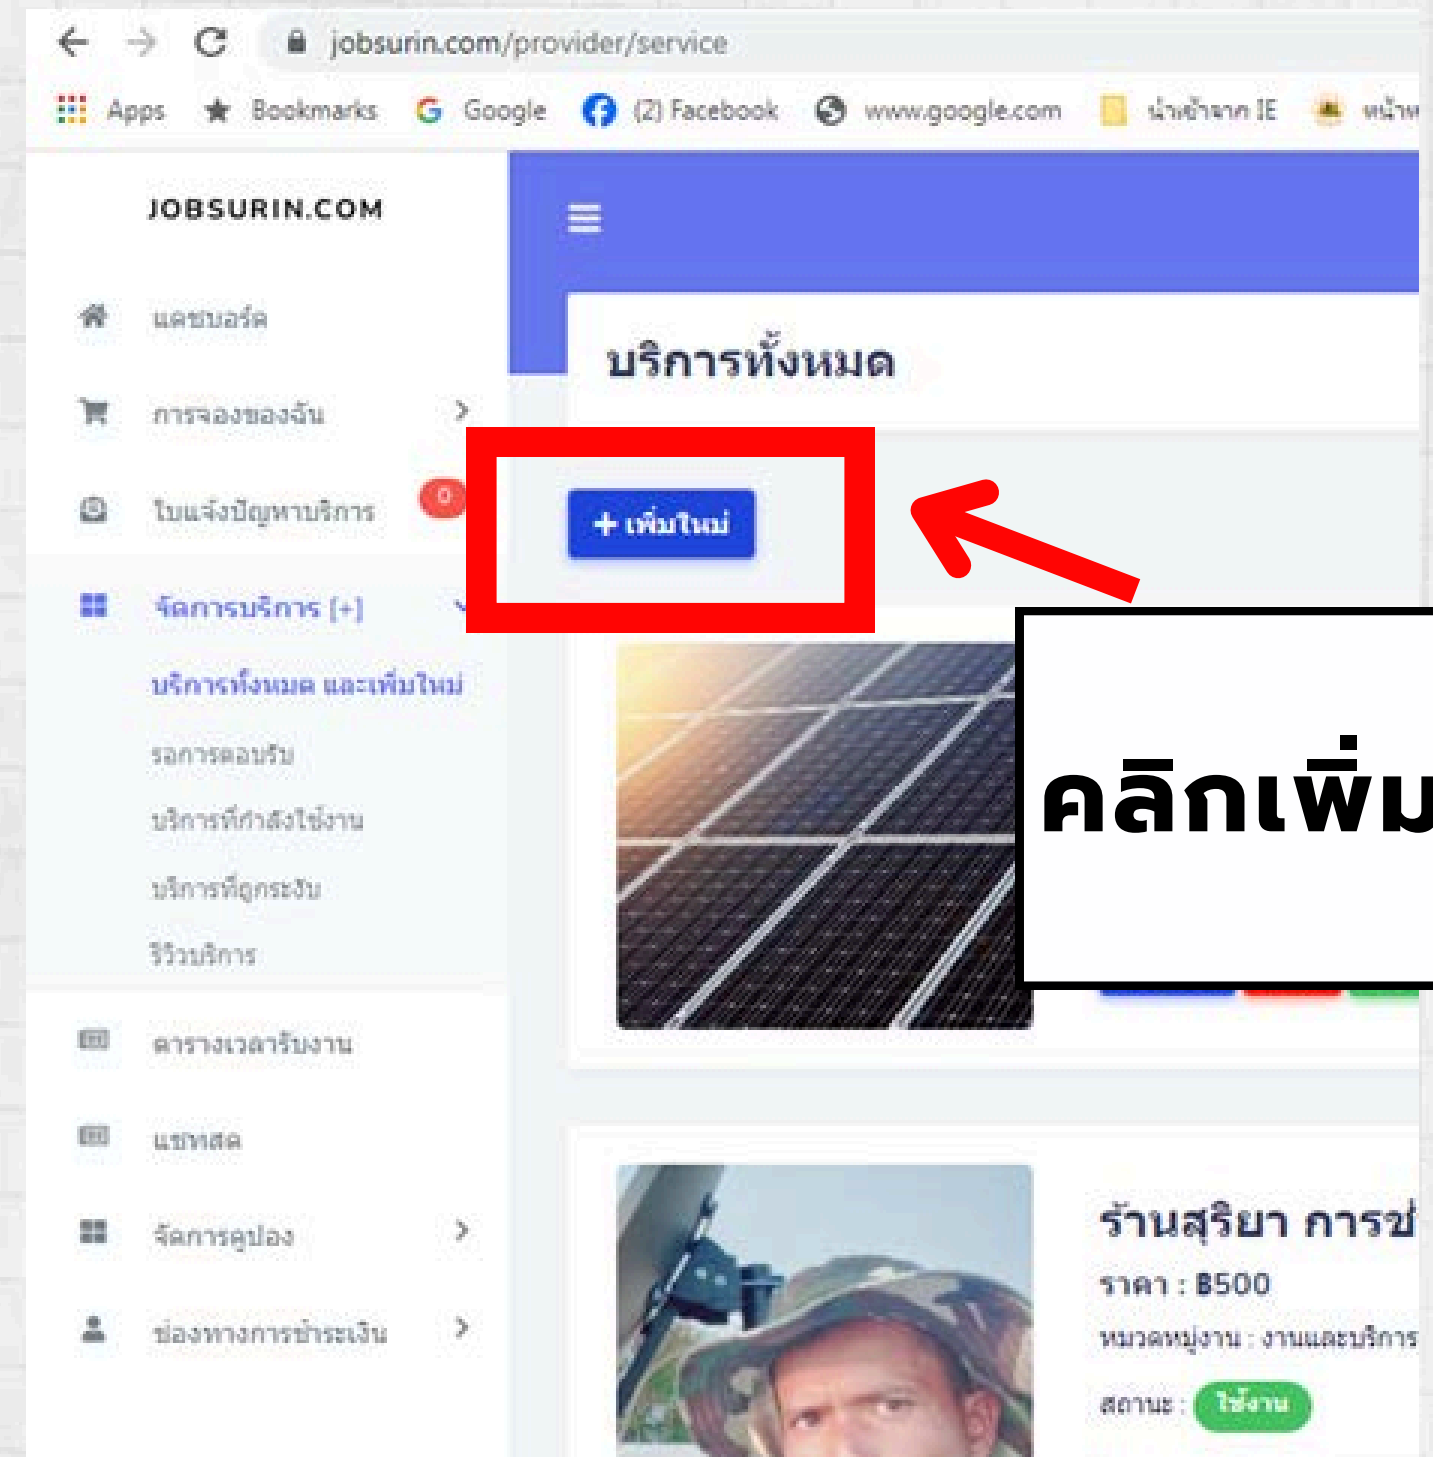 jobsurin.com/provider/service
Apps Bookmarks G Google (2) Facebook www.google.com นำเข้าจาก IE
JOBSURIN.COM
แดชบอร์ด
บริการทั้งหมด
การจองของฉัน
ใบแจ้งปัญหาบริการ 0
+ เพิ่มใหม่
จัดการบริการ [+]
บริการทั้งหมด และเพิ่มใหม่
รอการตอบรับ
คลิกเพิ่ม
บริการที่กำลังใช้งาน
บริการที่ถูกระงับ
รีวิวบริการ
ตารางเวลารับงาน
แชทสด
จัดการคูปอง
ร้านสุริยา การช่
ราคา : ฿500
ช่องทางการชำระเงิน
หมวดหมู่งาน : งานและบริการ
สถานะ : ใช้งาน